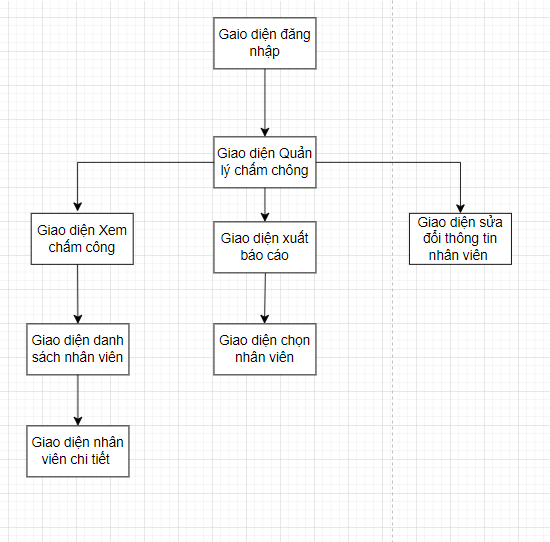 Gaio diện đăng
nhập
Giao diện Quản
lý chấm chông
Giao diện Xem
chấm công
Giao diện xuất
báo cáo
Giao diện sửa
đổi thông tin
nhân viên
Giao diện danh
sách nhân viên
Giao diện chọn
nhân viên
Giao diện nhân
viên chi tiết